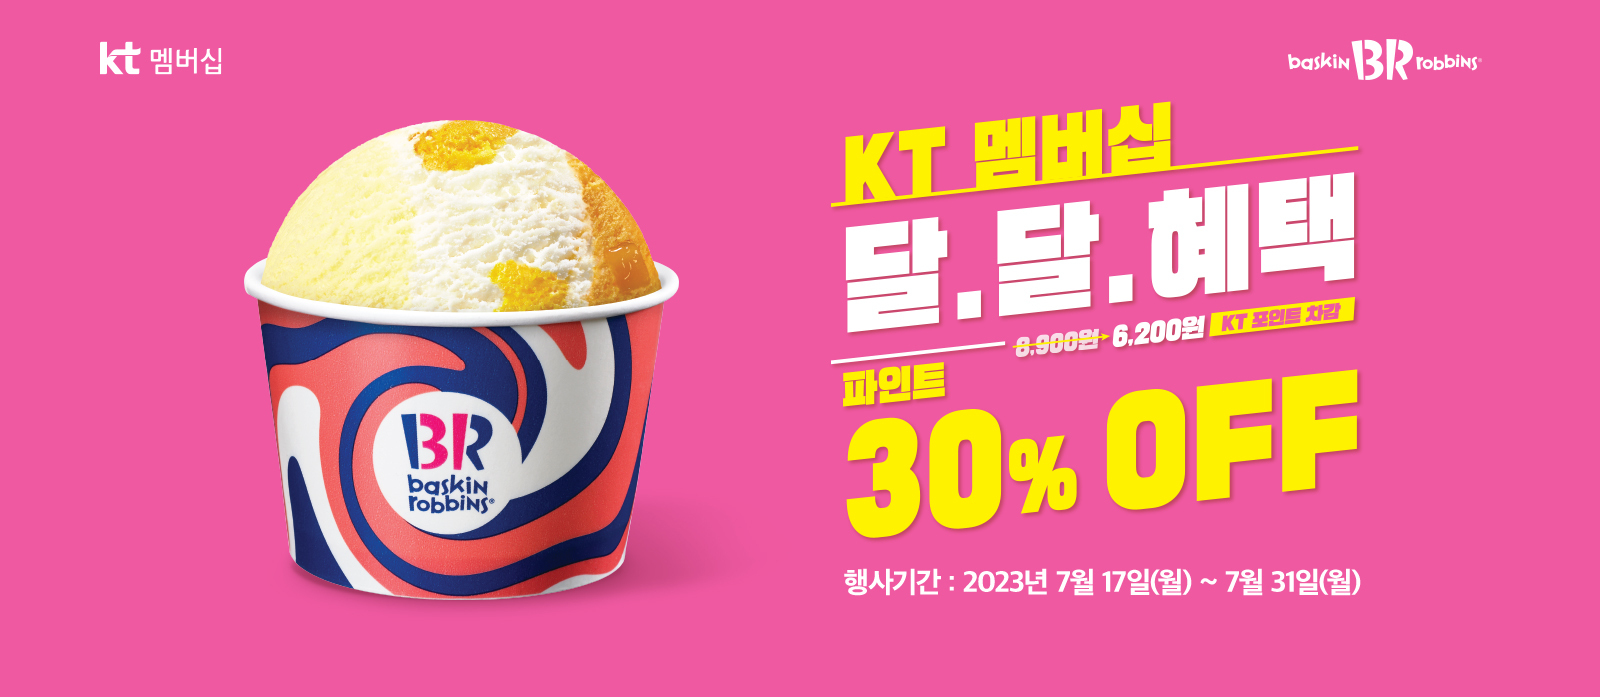 kt 멤버십
baskin BR robbins
KT 멤버십
달.달.혜택
8,900원 → 6,200원 KT 포인트 차감
파인트
30% OFF
행사기간 : 2023년 7월 17일(월) ~ 7월 31일(월)
BR
baskin
robbins®